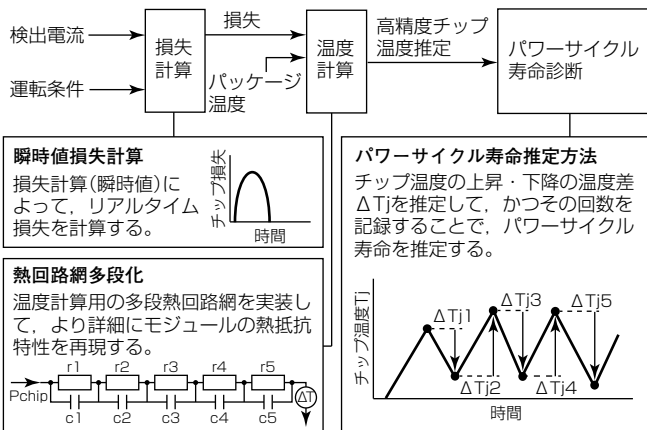 検出電流
運転条件
損失
計算
損失
パッケージ
温度
温度
計算
高精度チップ
温度推定
パワーサイクル
寿命診断
瞬時値損失計算
損失計算(瞬時値)に
よって，リアルタイム
損失を計算する。
チップ損失
時間
熱回路網多段化
温度計算用の多段熱回路網を実装し
て，より詳細にモジュールの熱抵抗
特性を再現する。
r1 r2 r3 r4 r5
Pchip
ΔT
c1 c2 c3 c4 c5
パワーサイクル寿命推定方法
チップ温度の上昇・下降の温度差
ΔTjを推定して，かつその回数を
記録することで，パワーサイクル
寿命を推定する。
チップ温度Tj
ΔTj1 ΔTj3 ΔTj5
ΔTj2 ΔTj4
時間